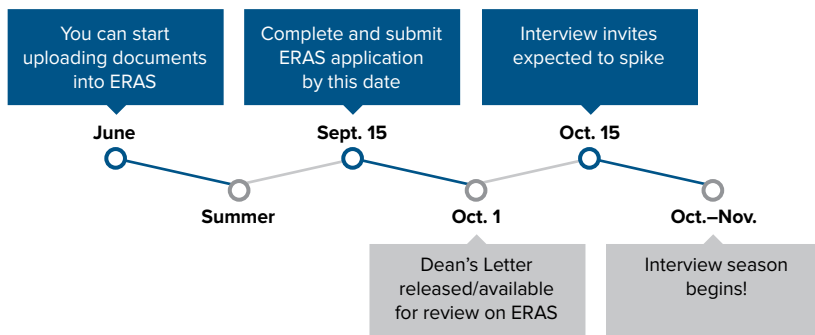 You can start
uploading documents
into ERAS
Complete and submit
ERAS application
by this date
Interview invites
expected to spike
June
Sept. 15
Oct. 15
Summer
Oct. 1
Oct.–Nov.
Dean’s Letter
released/available
for review on ERAS
Interview season
begins!